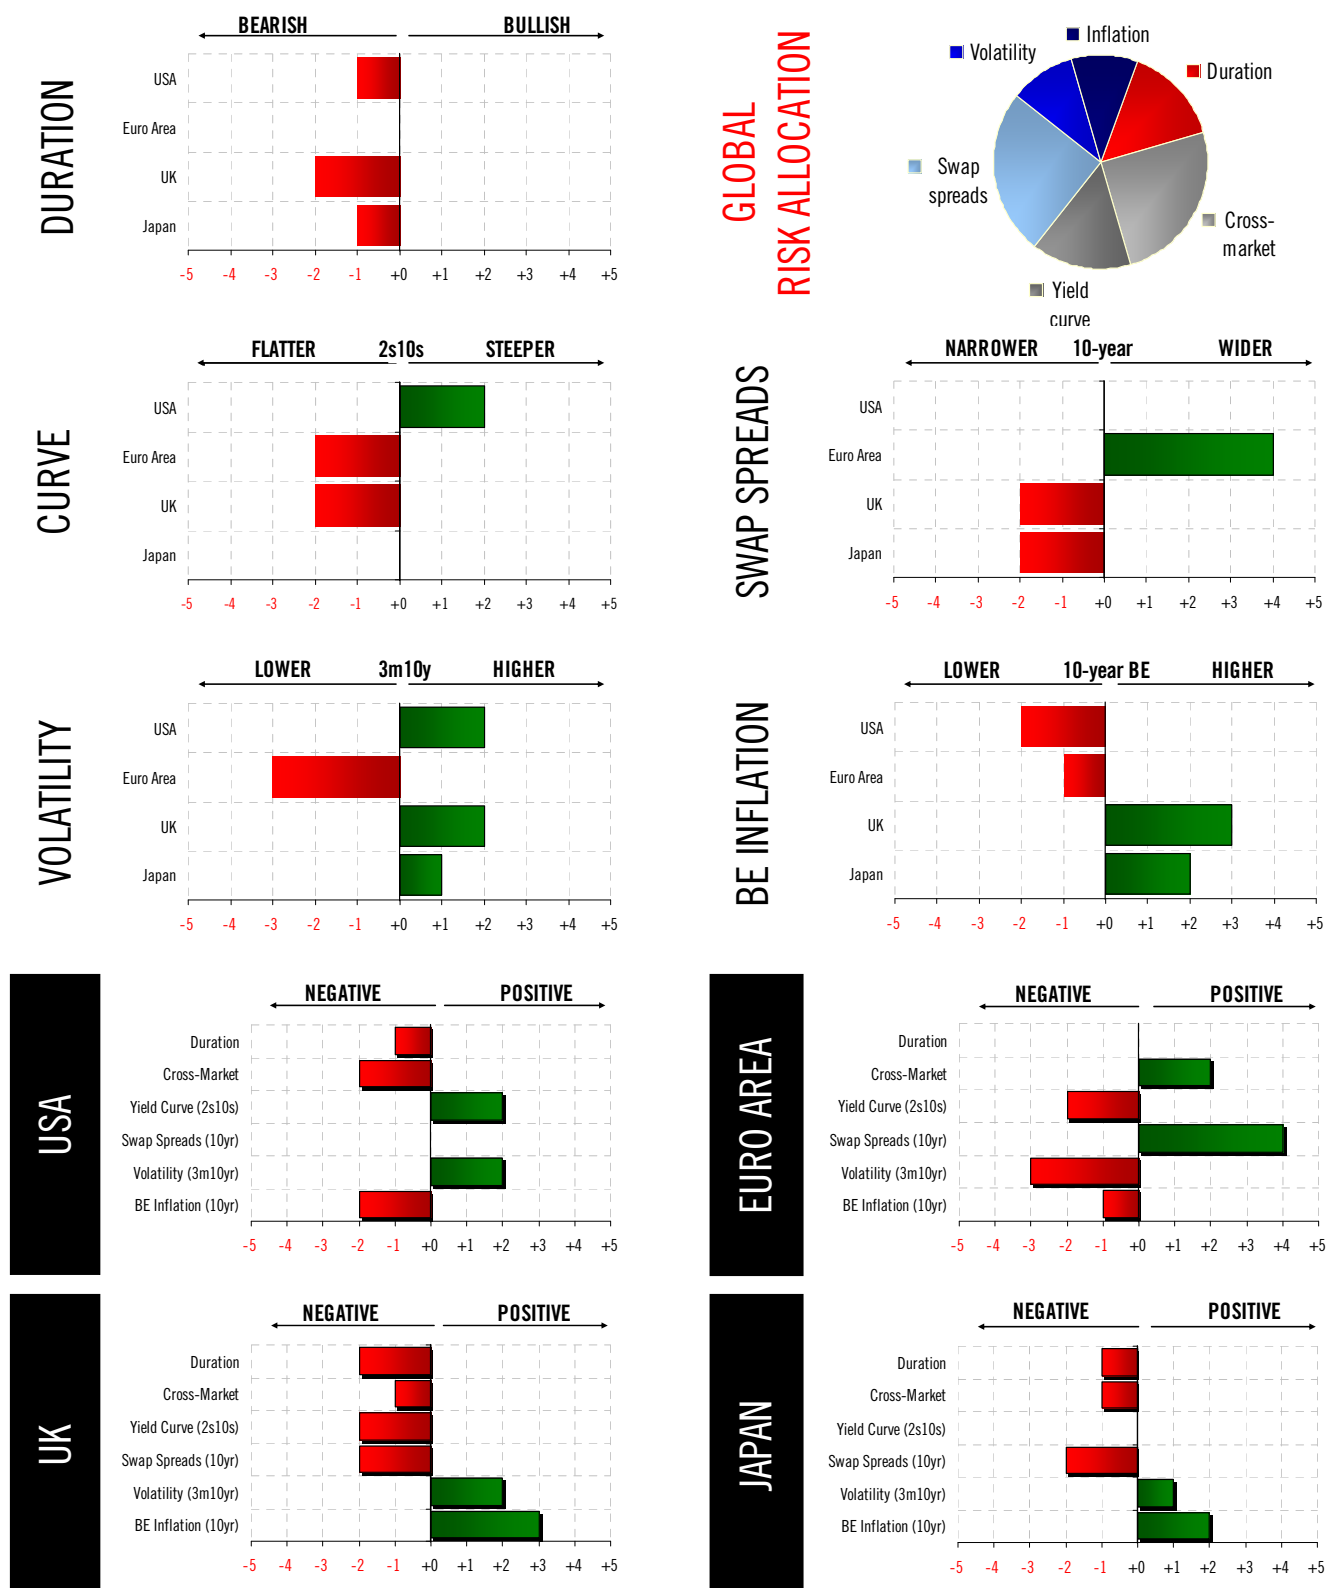 DURATION
BEARISH BULLISH
USA
Euro Area
UK
Japan
-5 -4 -3 -2 -1 +0 +1 +2 +3 +4 +5
GLOBAL
RISK ALLOCATION
Inflation
Volatility
Duration
Swap
spreads
Cross-
market
Yield
curve
CURVE
FLATTER 2s10s STEEPER
USA
Euro Area
UK
Japan
-5 -4 -3 -2 -1 +0 +1 +2 +3 +4 +5
SWAP SPREADS
NARROWER 10-year WIDER
USA
Euro Area
UK
Japan
-5 -4 -3 -2 -1 +0 +1 +2 +3 +4 +5
VOLATILITY
LOWER 3m10y HIGHER
USA
Euro Area
UK
Japan
-5 -4 -3 -2 -1 +0 +1 +2 +3 +4 +5
BE INFLATION
LOWER 10-year BE HIGHER
USA
Euro Area
UK
Japan
-5 -4 -3 -2 -1 +0 +1 +2 +3 +4 +5
USA
NEGATIVE POSITIVE
Duration
Cross-Market
Yield Curve (2s10s)
Swap Spreads (10yr)
Volatility (3m10yr)
BE Inflation (10yr)
-5 -4 -3 -2 -1 +0 +1 +2 +3 +4 +5
EURO AREA
NEGATIVE POSITIVE
Duration
Cross-Market
Yield Curve (2s10s)
Swap Spreads (10yr)
Volatility (3m10yr)
BE Inflation (10yr)
-5 -4 -3 -2 -1 +0 +1 +2 +3 +4 +5
UK
NEGATIVE POSITIVE
Duration
Cross-Market
Yield Curve (2s10s)
Swap Spreads (10yr)
Volatility (3m10yr)
BE Inflation (10yr)
-5 -4 -3 -2 -1 +0 +1 +2 +3 +4 +5
JAPAN
NEGATIVE POSITIVE
Duration
Cross-Market
Yield Curve (2s10s)
Swap Spreads (10yr)
Volatility (3m10yr)
BE Inflation (10yr)
-5 -4 -3 -2 -1 +0 +1 +2 +3 +4 +5